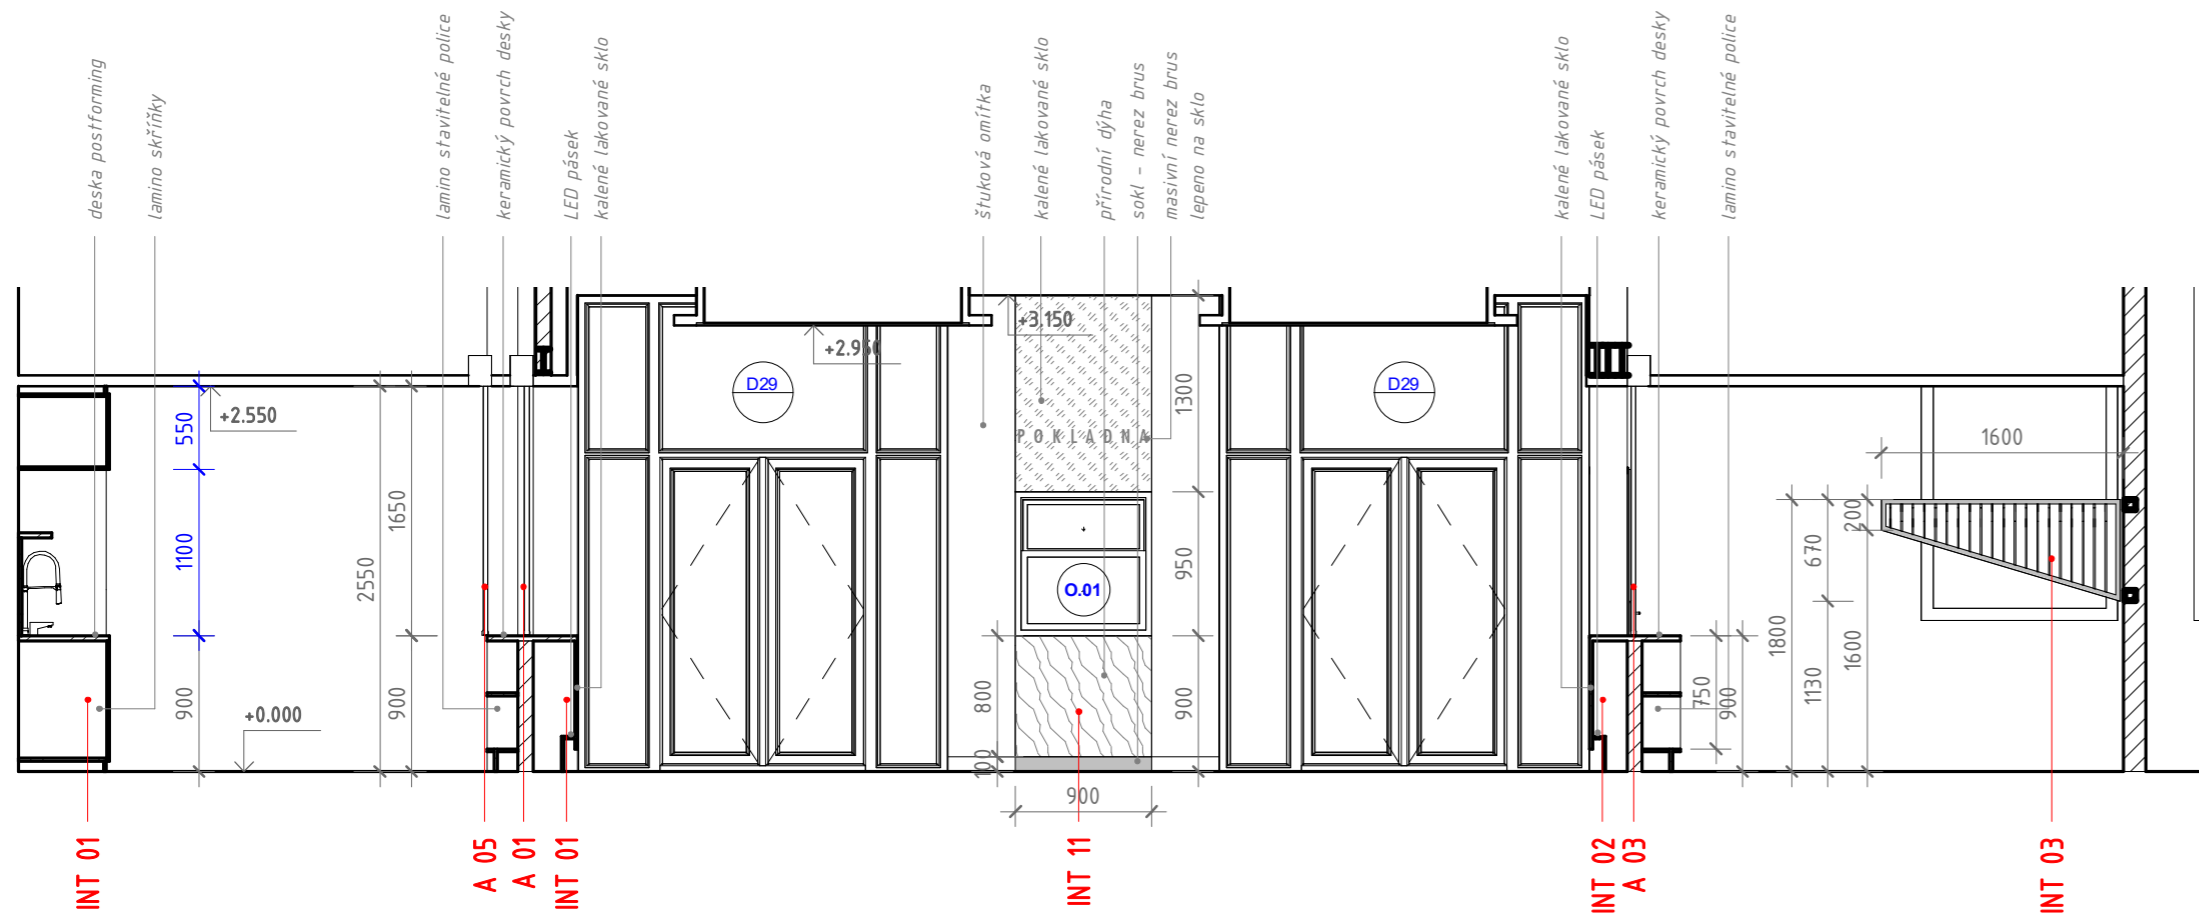 deska postforming
lamino skříňky
lamino stavitelné police
keramický povrch desky
LED pásek
kalené lakované sklo
štuková omítka
kalené lakované sklo
přírodní dýha
sokl - nerez brus
masivní nerez brus
lepeno na sklo
kalené lakované sklo
LED pásek
keramický povrch desky
lamino stavitelné police
+3.150
+2.950
D29
D29
+2.550
550
1100
900
2550
1650
900
+0.000
POKLADNA
O.01
1300
950
900
800
100
900
750
900
1800
670
1130
200
1600
1600
INT 01
A 05
A 01
INT 01
INT 11
INT 02
A 03
INT 03